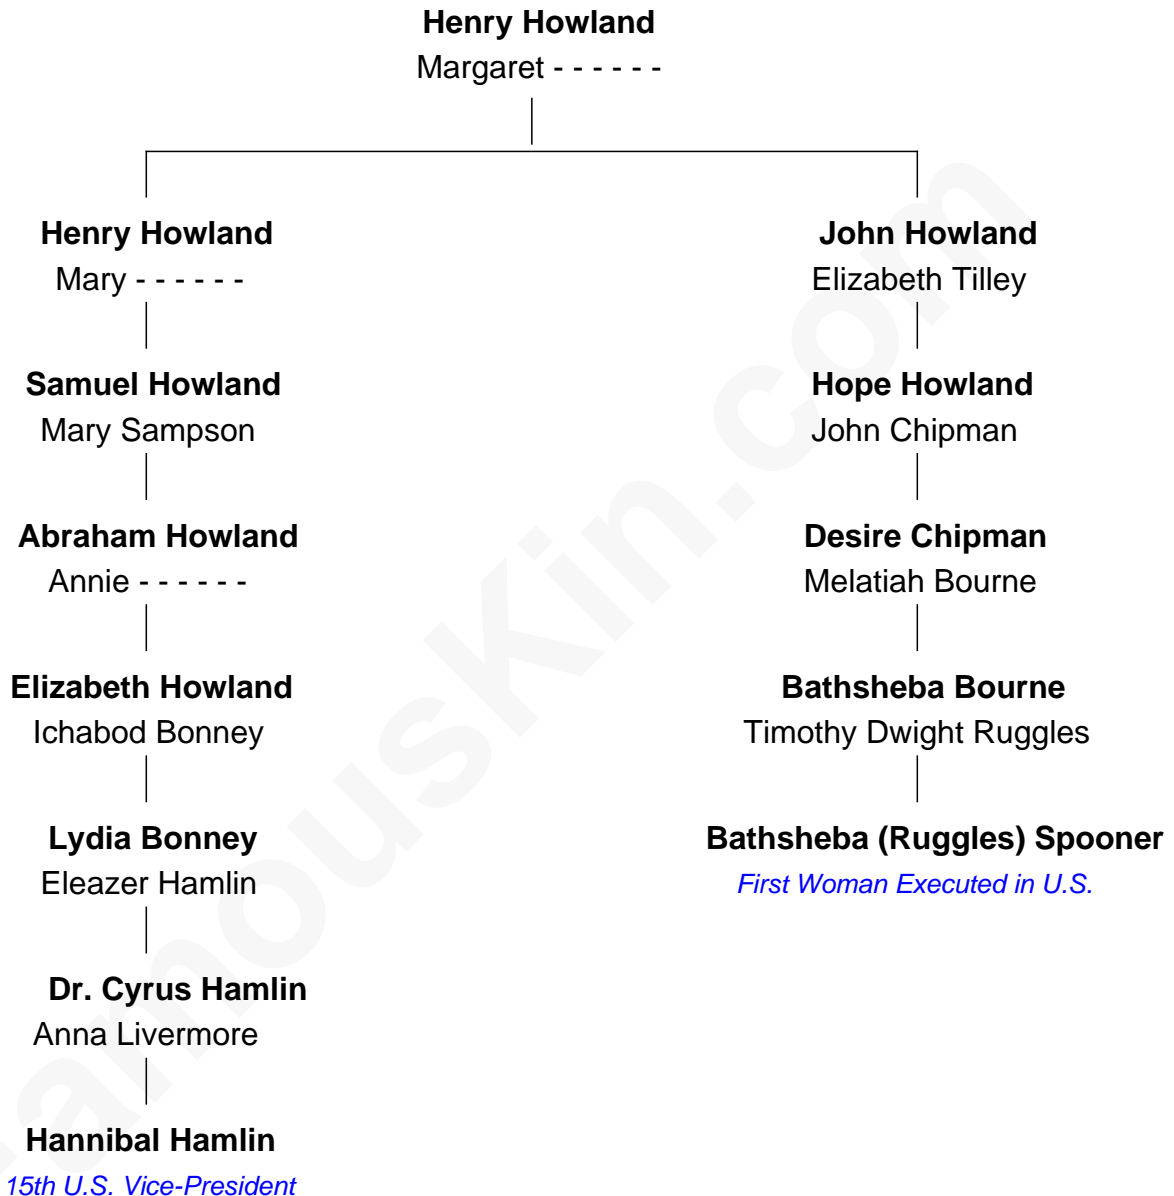 Henry Howland
Margaret - - - - - -
Henry Howland
Mary - - - - - -
John Howland
Elizabeth Tilley
Samuel Howland
Mary Sampson
Hope Howland
John Chipman
Abraham Howland
Annie - - - - - -
Desire Chipman
Melatiah Bourne
Elizabeth Howland
Ichabod Bonney
Bathsheba Bourne
Timothy Dwight Ruggles
Lydia Bonney
Eleazer Hamlin
Bathsheba (Ruggles) Spooner
First Woman Executed in U.S.
Dr. Cyrus Hamlin
Anna Livermore
Hannibal Hamlin
15th U.S. Vice-President
FamousKin.com